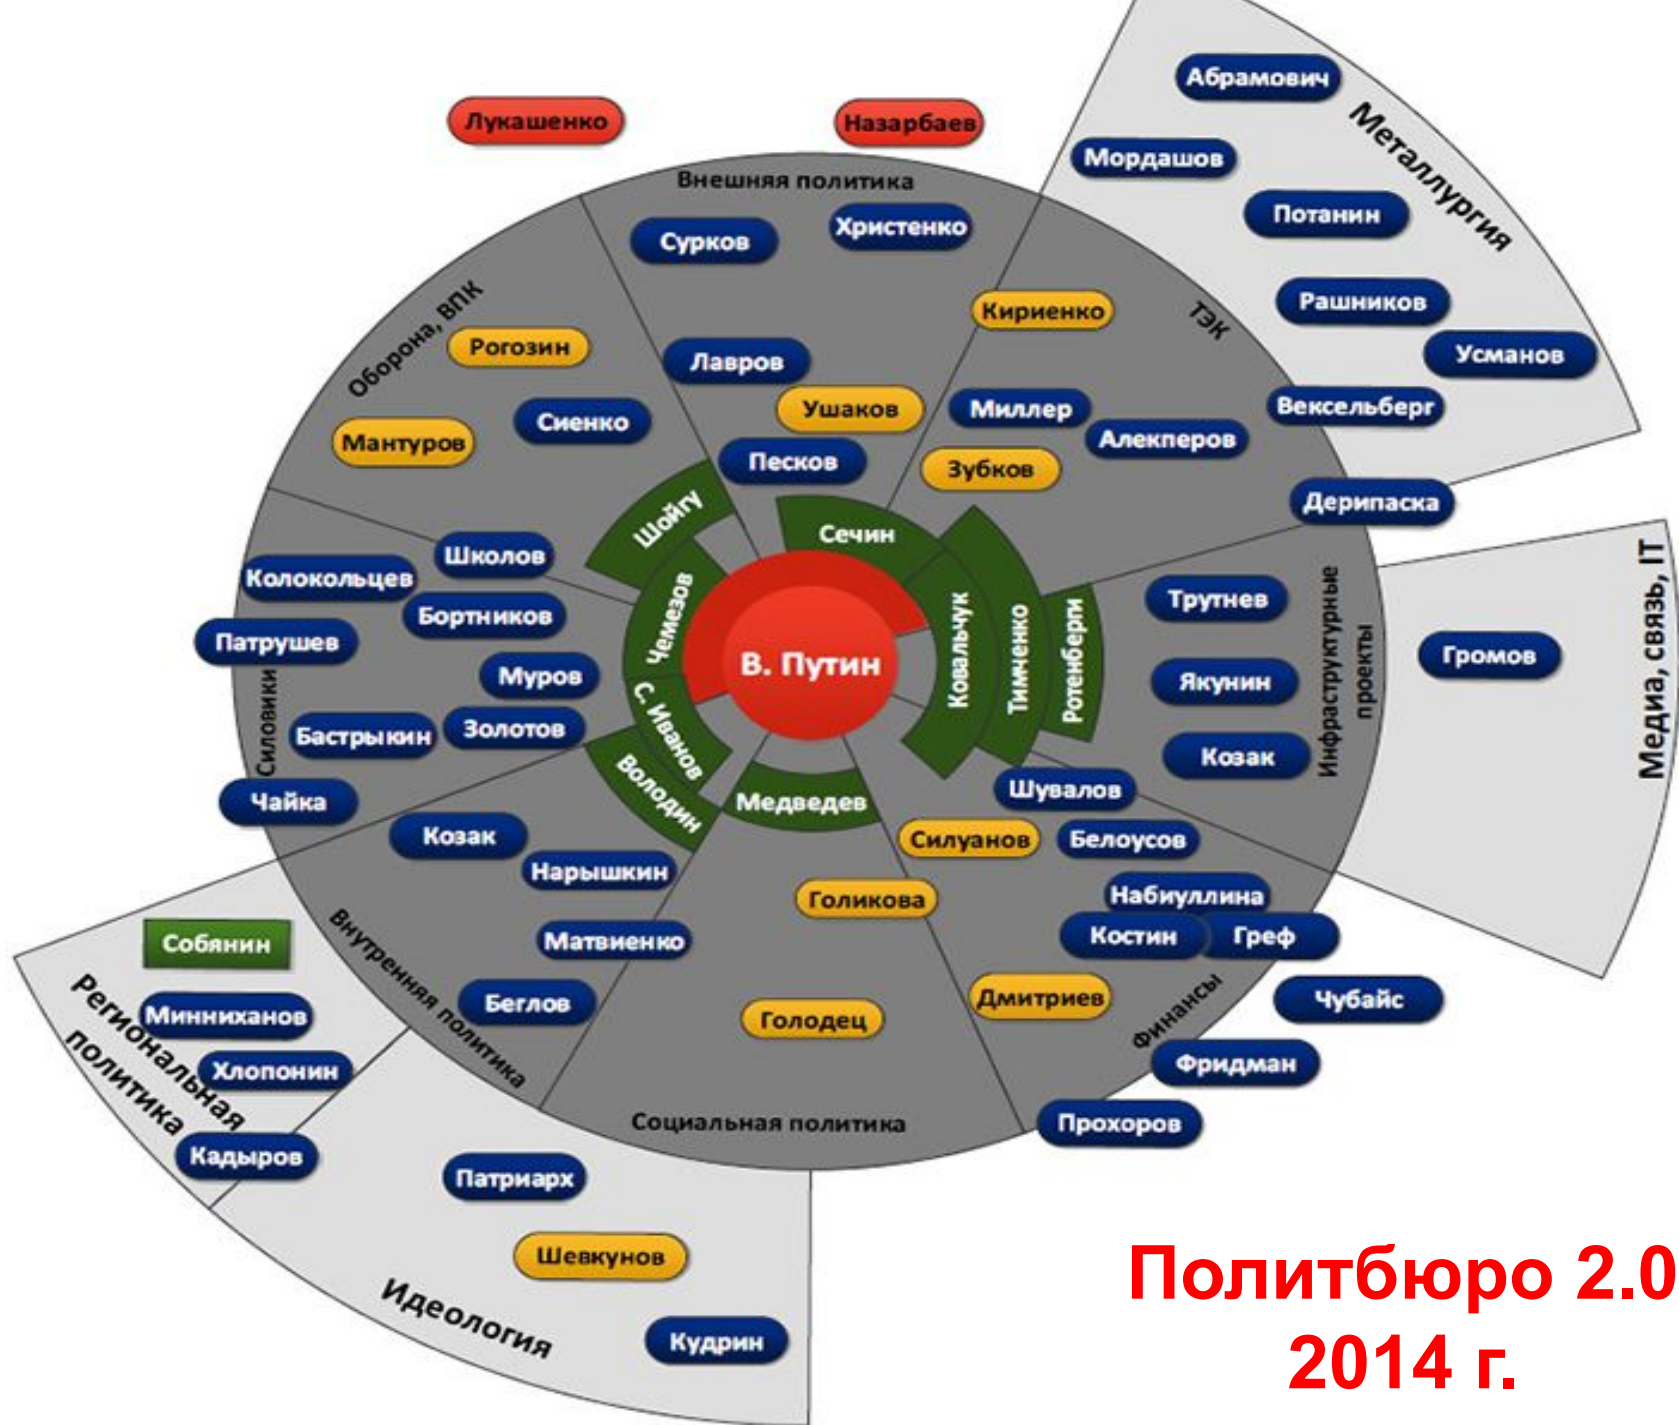 Абрамович
Металлургия
Лукашенко
Назарбаев
Мордашов
Внешняя политика
Потанин
Сурков
Христенко
Рашников
Кириенко
ТЭК
Оборона, ВПК
Рогозин
Усманов
Лавров
Ушаков
Миллер
Вексельберг
Сиенко
Алекперов
Мантуров
Песков
Зубков
Шойгу
Дерипаска
Сечин
Школов
Колокольцев
Бортников
Трутнев
Патрушев
Чемезов
В. Путин
Ковальчук
Тимченко
Ротенберги
Инфраструктурные
проекты
Громов
Медиа, связь, IT
Муров
Якунин
Силовики
С. Иванов
Бастрыкин
Золотов
Козак
Володин
Чайка
Медведев
Шувалов
Козак
Силуанов
Белоусов
Нарышкин
Голикова
Набиуллина
Собянин
Внутренняя политика
Матвиенко
Костин
Греф
Беглов
Дмитриев
Финансы
Чубайс
Региональная
политика
Минниханов
Голодец
Хлопонин
Фридман
Социальная политика
Прохоров
Кадыров
Патриарх
Шевкунов
Идеология
Кудрин
Политбюро 2.0
2014 г.